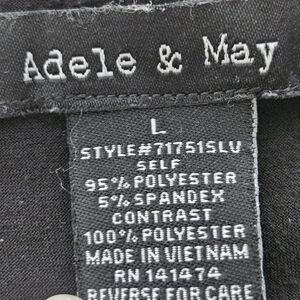 Adele & May
L
STYLE#71751SLV
SELF
95% POLYESTER
5% SPANDEX
CONTRAST
100% POLYESTER
MADE IN VIETNAM
RN 141474
REVERSE FOR CARE